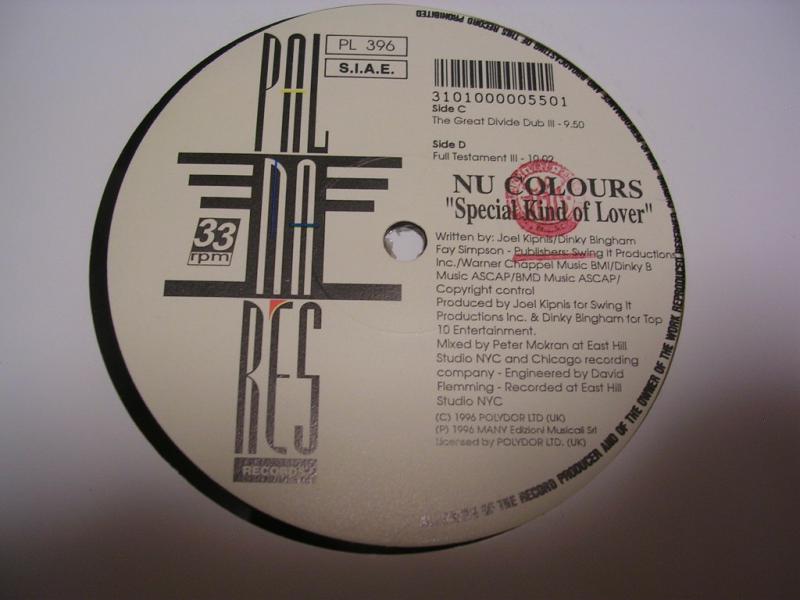 PAL
PL 396
S.I.A.E.
3101000005501
Side C
The Great Divide Dub III - 9.50
Side D
Full Testament III - 10.02
NU COLOURS
"Special Kind of Lover"
NA
33
rpm
RES
RECORDS
Written by: Joel Kipnis/Dinky Bingham
Fay Simpson - Publishers: Swing It Productions
Inc./Warner Chappel Music BMI/Dinky B
Music ASCAP/BMD Music ASCAP/
Copyright control
Produced by Joel Kipnis for Swing It
Productions Inc. & Dinky Bingham for Top
10 Entertainment.
Mixed by Peter Mokran at East Hill
Studio NYC and Chicago recording
company - Engineered by David
Flemming - Recorded at East Hill
Studio NYC
(C) 1996 POLYDOR LTD (UK)
(P) 1996 MANY Edizioni Musicali Srl
Licensed by POLYDOR LTD. (UK)
OF THE RECORD PRODUCER AND OF THE OWNER OF THE WORK REPRODUCED RESERVED BROADCASTING OF THIS RECORD PROHIBITED